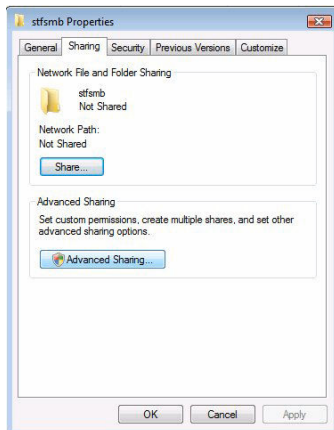 stfsmb Properties
General Sharing Security Previous Versions Customize
Network File and Folder Sharing
stfsmb
Not Shared
Network Path:
Not Shared
Share...
Advanced Sharing
Set custom permissions, create multiple shares, and set other
advanced sharing options.
Advanced Sharing...
OK Cancel Apply